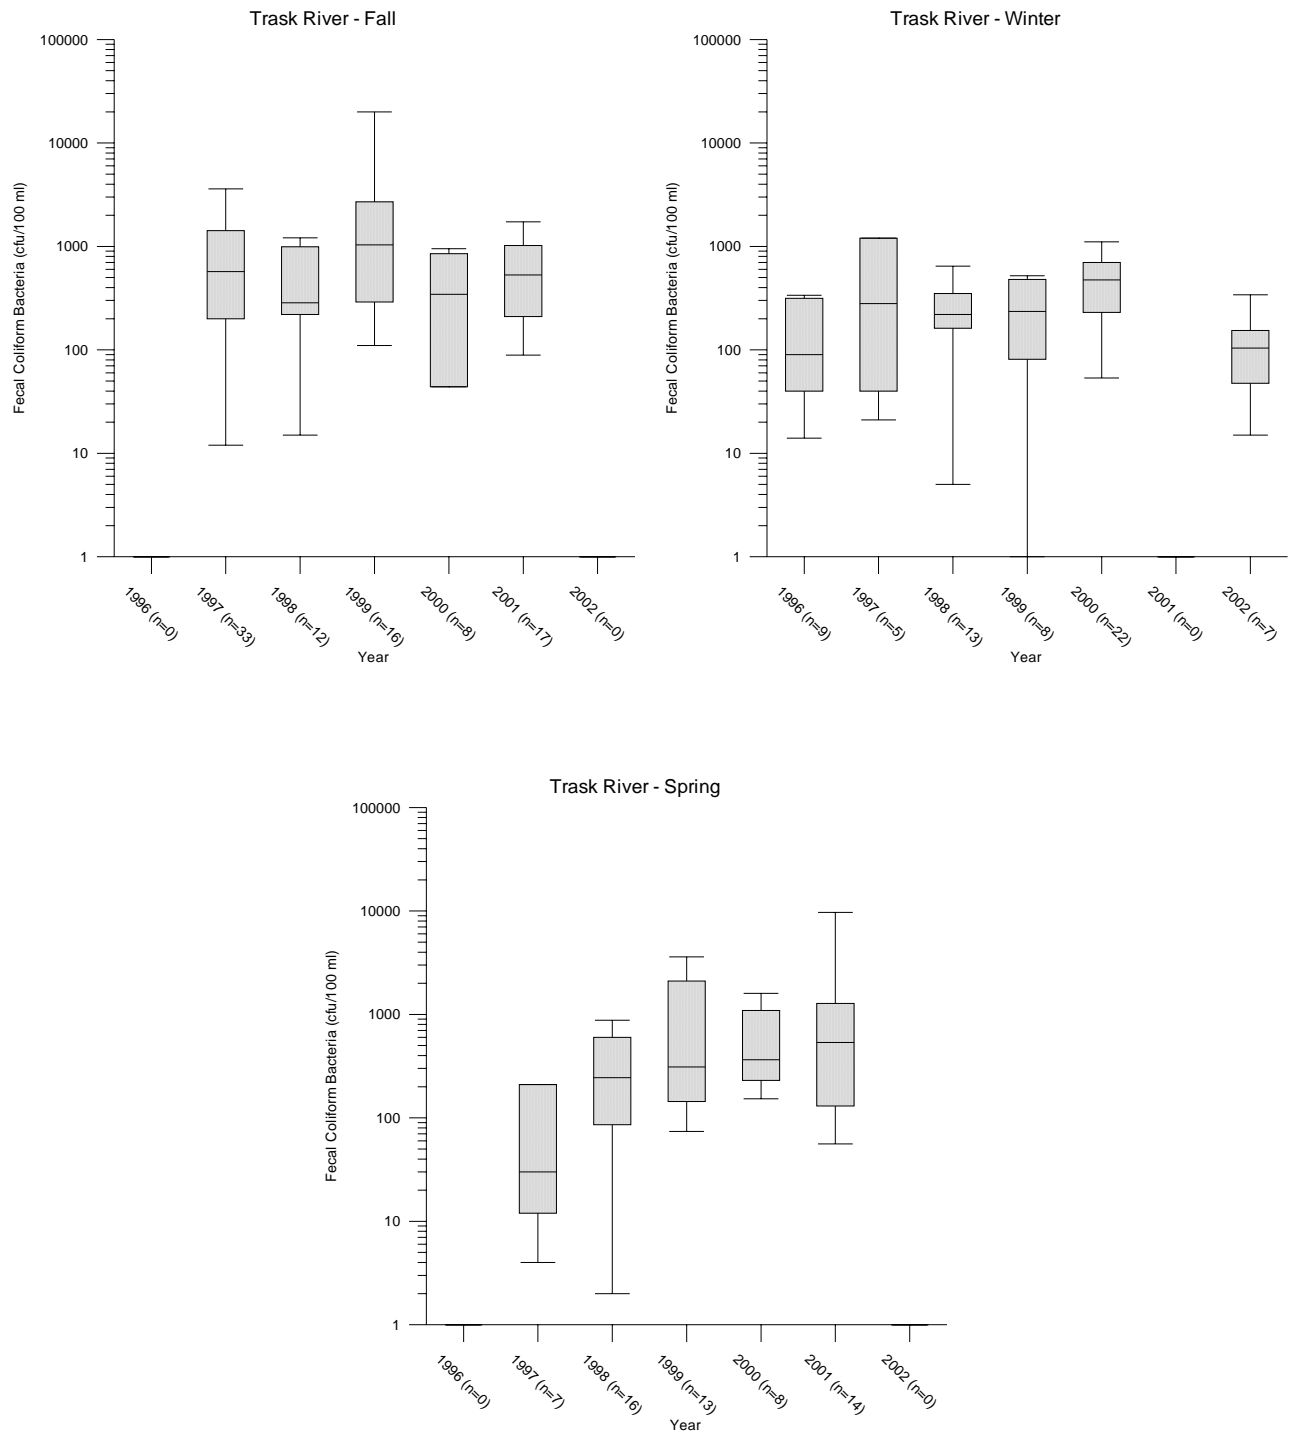 Trask River - Fall
100000
10000
1000
100
10
1
Fecal Coliform Bacteria (cfu/100 ml)
1996 (n=0)
1997 (n=33)
1998 (n=12)
1999 (n=16)
2000 (n=8)
2001 (n=17)
2002 (n=0)
Year
Trask River - Winter
100000
10000
1000
100
10
1
Fecal Coliform Bacteria (cfu/100 ml)
1996 (n=9)
1997 (n=5)
1998 (n=13)
1999 (n=8)
2000 (n=22)
2001 (n=0)
2002 (n=7)
Year
Trask River - Spring
100000
10000
1000
100
10
1
Fecal Coliform Bacteria (cfu/100 ml)
1996 (n=0)
1997 (n=7)
1998 (n=16)
1999 (n=13)
2000 (n=8)
2001 (n=14)
2002 (n=0)
Year